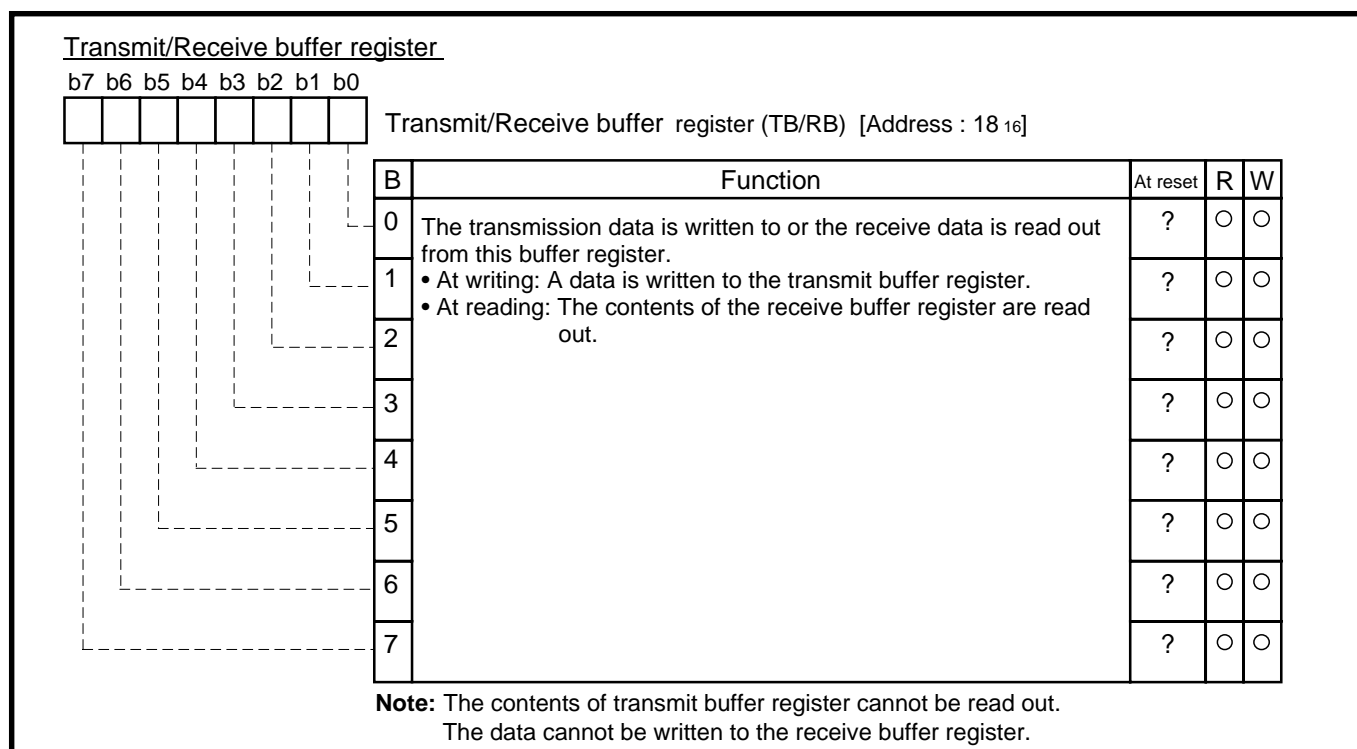 Transmit/Receive buffer register
b7 b6 b5 b4 b3 b2 b1 b0
Transmit/Receive buffer register (TB/RB) [Address : 18 16]
B Function At reset R W
0 The transmission data is written to or the receive data is read out ? ○ ○
from this buffer register.
1 • At writing: A data is written to the transmit buffer register. ? ○ ○
• At reading: The contents of the receive buffer register are read
2 out. ? ○ ○
3 ? ○ ○
4 ? ○ ○
5 ? ○ ○
6 ? ○ ○
7 ? ○ ○
Note: The contents of transmit buffer register cannot be read out.
The data cannot be written to the receive buffer register.